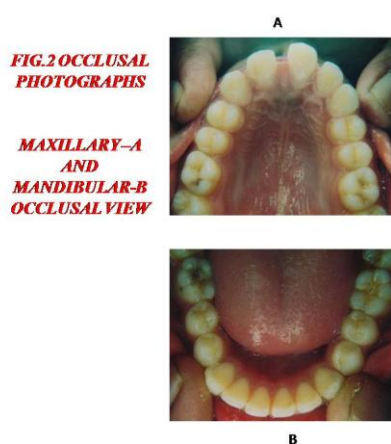 A
FIG.2 OCCLUSAL
PHOTOGRAPHS
MAXILLARY–A
AND
MANDIBULAR-B
OCCLUSAL VIEW
B